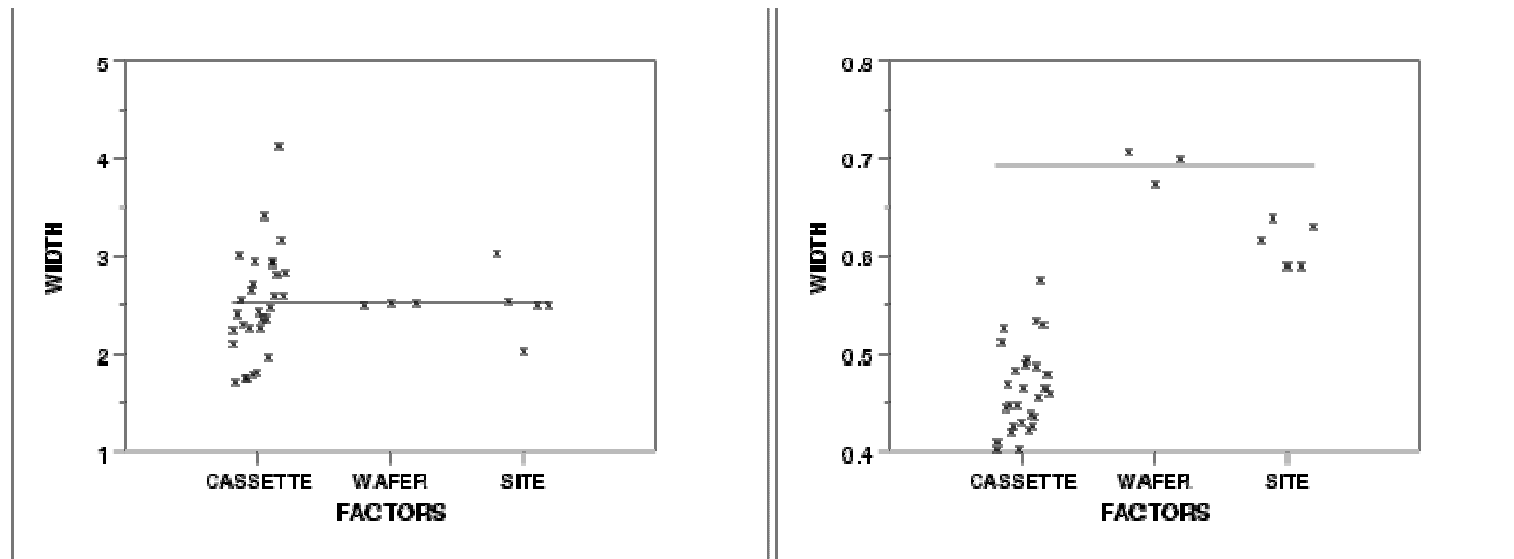 5
4
3
2
1
WIDTH
CASSETTE WAFER SITE
FACTORS
0.8
0.7
0.6
0.5
0.4
WIDTH
CASSETTE WAFER SITE
FACTORS